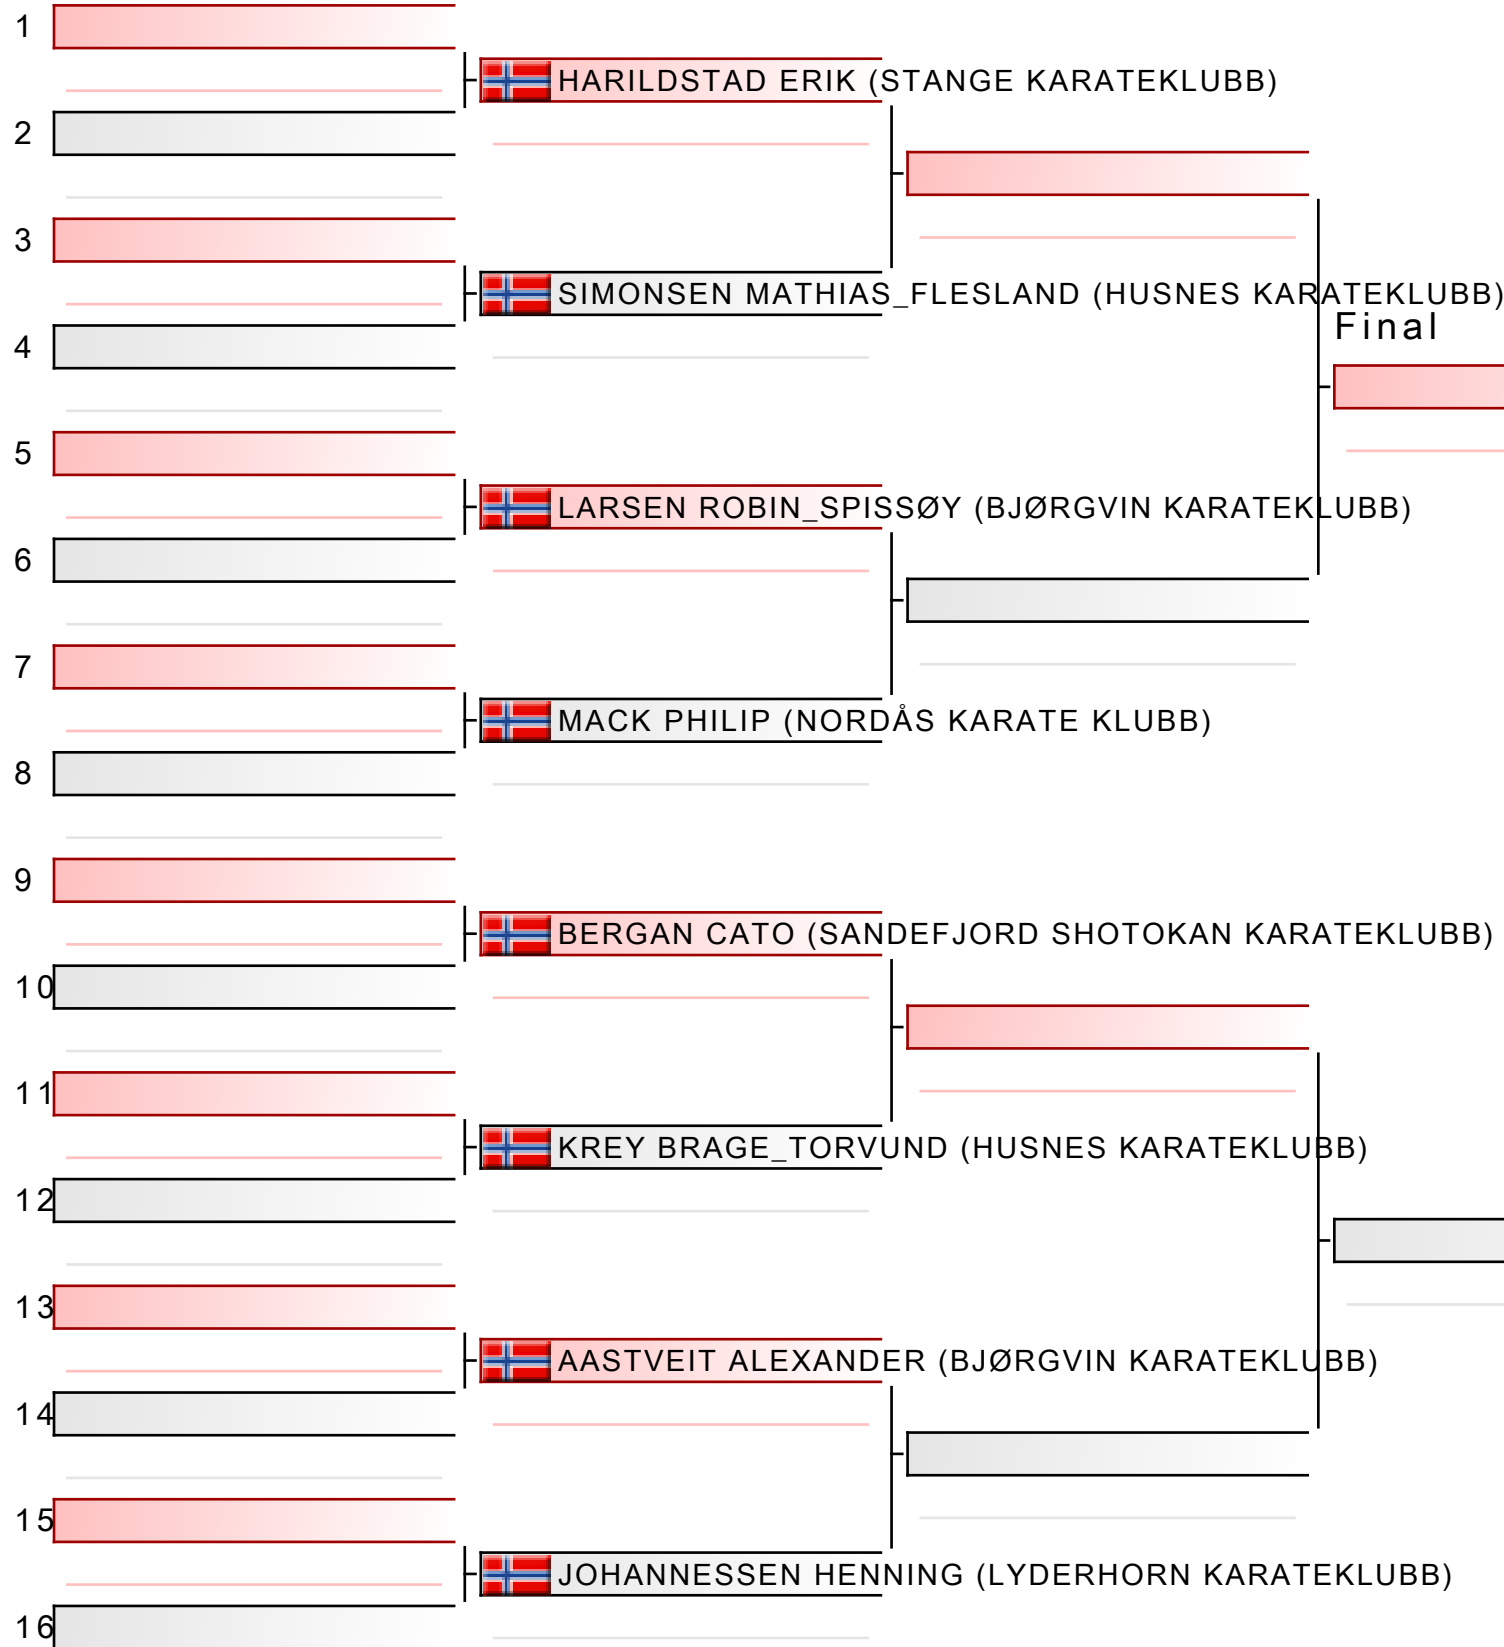 1
HARILDSTAD ERIK (STANGE KARATEKLUBB)
2
3
SIMONSEN MATHIAS_FLESLAND (HUSNES KARATEKLUBB)
Final
4
5
LARSEN ROBIN_SPISSØY (BJØRGVIN KARATEKLUBB)
6
7
MACK PHILIP (NORDÅS KARATE KLUBB)
8
9
BERGAN CATO (SANDEFJORD SHOTOKAN KARATEKLUBB)
10
11
KREY BRAGE_TORVUND (HUSNES KARATEKLUBB)
12
13
AASTVEIT ALEXANDER (BJØRGVIN KARATEKLUBB)
14
15
JOHANNESSEN HENNING (LYDERHORN KARATEKLUBB)
16